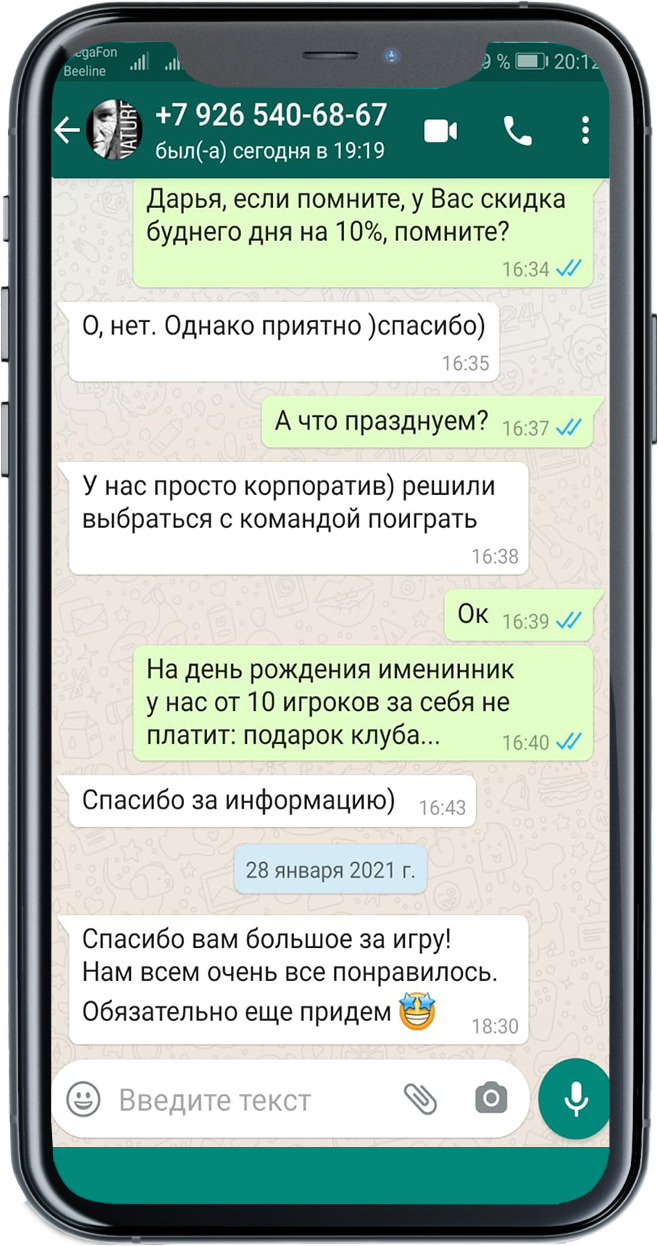 egaFon
Beeline
9 % 20:12
+7 926 540-68-67
был(-а) сегодня в 19:19
NATURE
Дарья, если помните, у Вас скидка
буднего дня на 10%, помните?
16:34
О, нет. Однако приятно )спасибо)
16:35
А что празднуем? 16:37
У нас просто корпоратив) решили
выбраться с командой поиграть
16:38
Ок 16:39
На день рождения именинник
у нас от 10 игроков за себя не
платит: подарок клуба... 16:40
Спасибо за информацию) 16:43
28 января 2021 г.
Спасибо вам большое за игру!
Нам всем очень все понравилось.
Обязательно еще придем 🤩 18:30
Введите текст